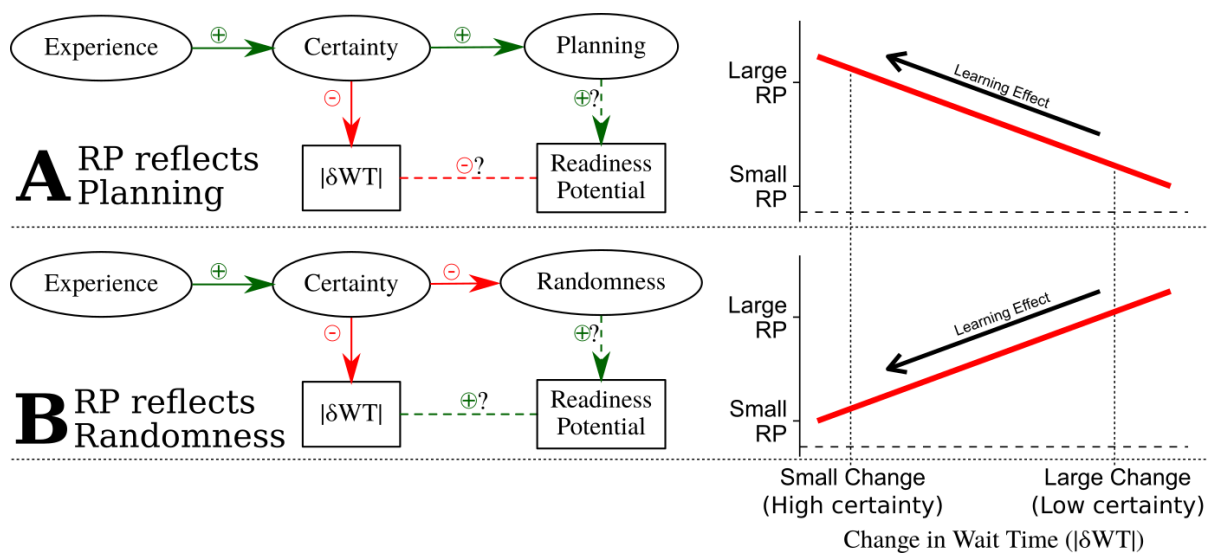 Experience
⊕
Certainty
⊕
Planning
⊖
⊕?
A
RP reflects
Planning
|δWT|
⊖?
Readiness
Potential
Large
RP
Small
RP
Learning Effect
Experience
⊕
Certainty
⊖
Randomness
⊖
⊕?
B
RP reflects
Randomness
|δWT|
⊕?
Readiness
Potential
Large
RP
Small
RP
Learning Effect
Small Change
(High certainty)
Large Change
(Low certainty)
Change in Wait Time (|δWT|)